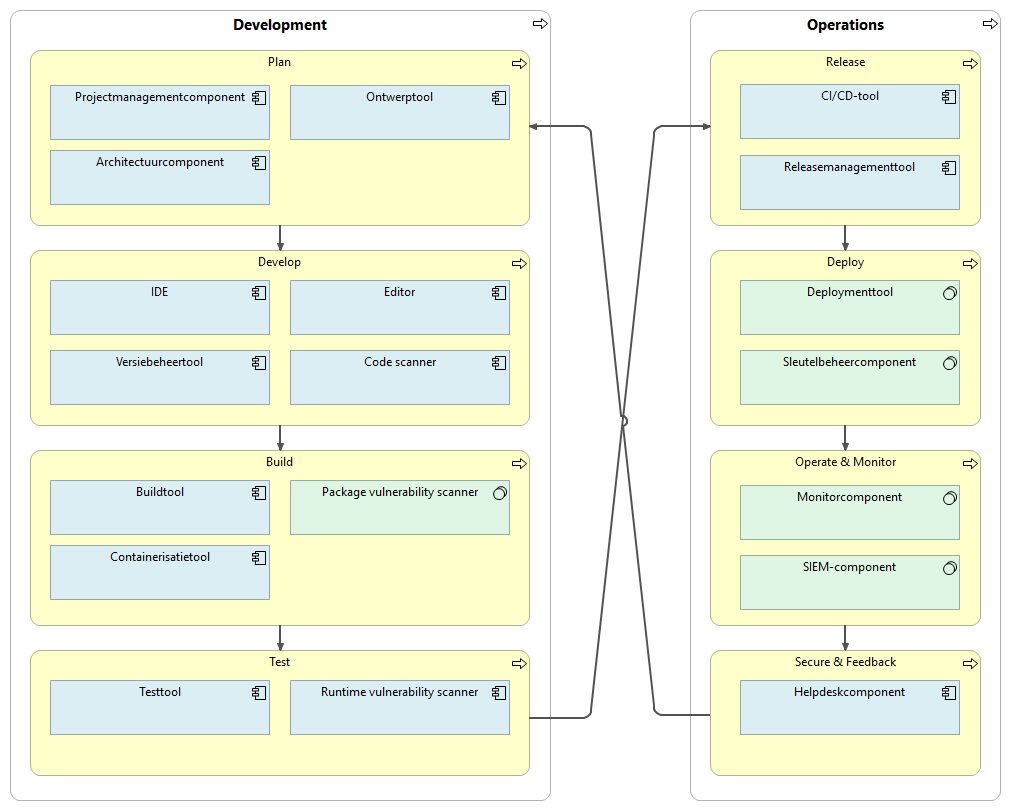 Development
Plan
Projectmanagementcomponent
Ontwerptool
Architectuurcomponent
Develop
IDE
Editor
Versiebeheertool
Code scanner
Build
Buildtool
Package vulnerability scanner
Containerisatietool
Test
Testtool
Runtime vulnerability scanner
Operations
Release
CI/CD-tool
Releasemanagementtool
Deploy
Deploymenttool
Sleutelbeheercomponent
Operate & Monitor
Monitorcomponent
SIEM-component
Secure & Feedback
Helpdeskcomponent